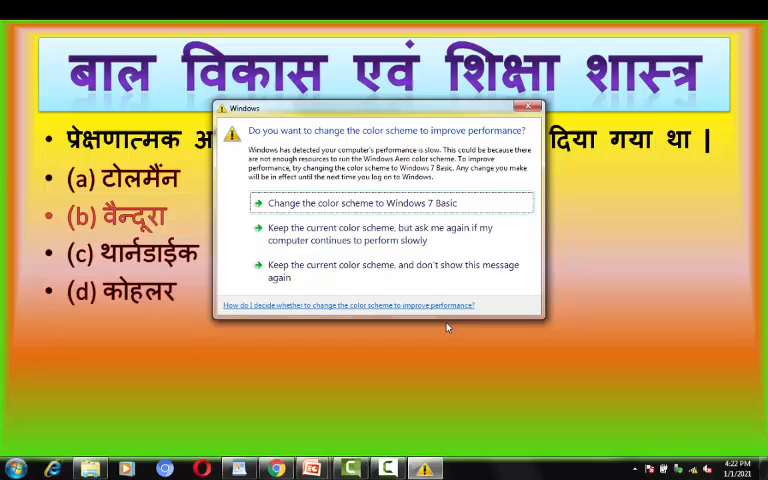 बाल विकास एवं शिक्षा शास्त्र
Windows
• प्रेक्षणात्मक अ दिया गया था |
Do you want to change the color scheme to improve performance?
Windows has detected your computer's performance is slow. This could be because there
are not enough resources to run the Windows Aero color scheme. To improve
performance, try changing the color scheme to Windows 7 Basic. Any change you make
will be in effect until the next time you log on to Windows.
• (a) टोलमैंन
Change the color scheme to Windows 7 Basic
• (b) वैन्दूरा
Keep the current color scheme, but ask me again if my
computer continues to perform slowly
• (c) थार्नडाईक
Keep the current color scheme, and don't show this message
again
• (d) कोहलर
How do I decide whether to change the color scheme to improve performance?
4:22 PM
1/1/2021